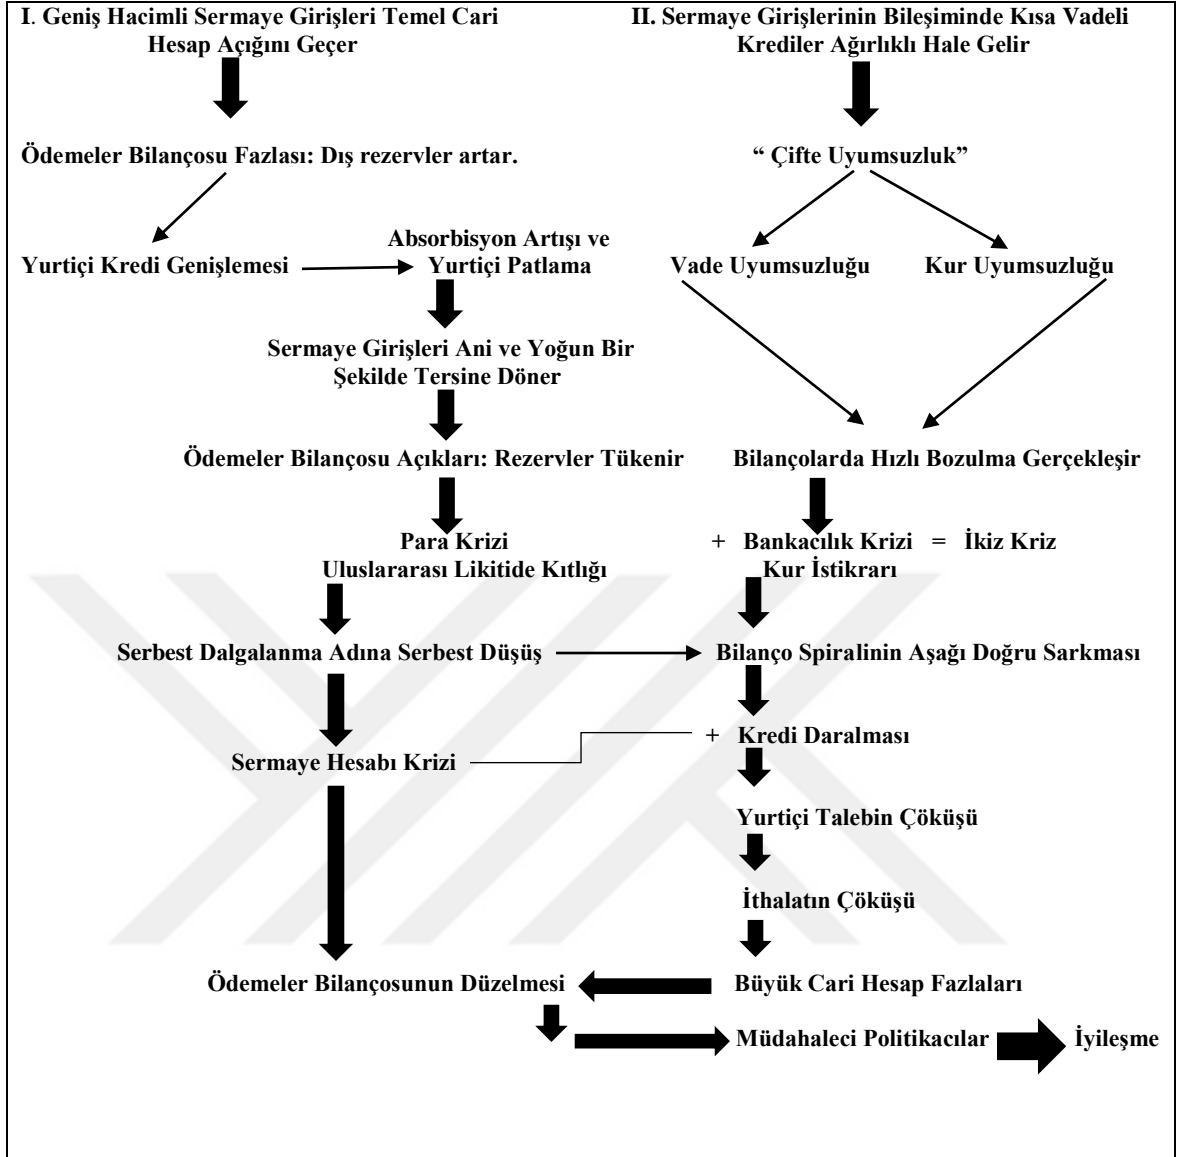 I. Geniş Hacimli Sermaye Girişleri Temel Cari
Hesap Açığını Geçer
II. Sermaye Girişlerinin Bileşiminde Kısa Vadeli
Krediler Ağırlıklı Hale Gelir
Ödemeler Bilançosu Fazlası: Dış rezervler artar.
“ Çifte Uyumsuzluk”
Absorbisyon Artışı ve
Yurtiçi Kredi Genişlemesi
Yurtiçi Patlama
Vade Uyumsuzluğu
Kur Uyumsuzluğu
Sermaye Girişleri Ani ve Yoğun Bir
Şekilde Tersine Döner
Ödemeler Bilançosu Açıkları: Rezervler Tükenir
Bilançolarda Hızlı Bozulma Gerçekleşir
Para Krizi
Uluslararası Likitide Kıtlığı
+ Bankacılık Krizi = İkiz Kriz
Kur İstikrarı
Serbest Dalgalanma Adına Serbest Düşüş
Bilanço Spiralinin Aşağı Doğru Sarkması
+ Kredi Daralması
Sermaye Hesabı Krizi
Yurtiçi Talebin Çöküşü
İthalatın Çöküşü
Ödemeler Bilançosunun Düzelmesi
Büyük Cari Hesap Fazlaları
Müdahaleci Politikacılar
İyileşme